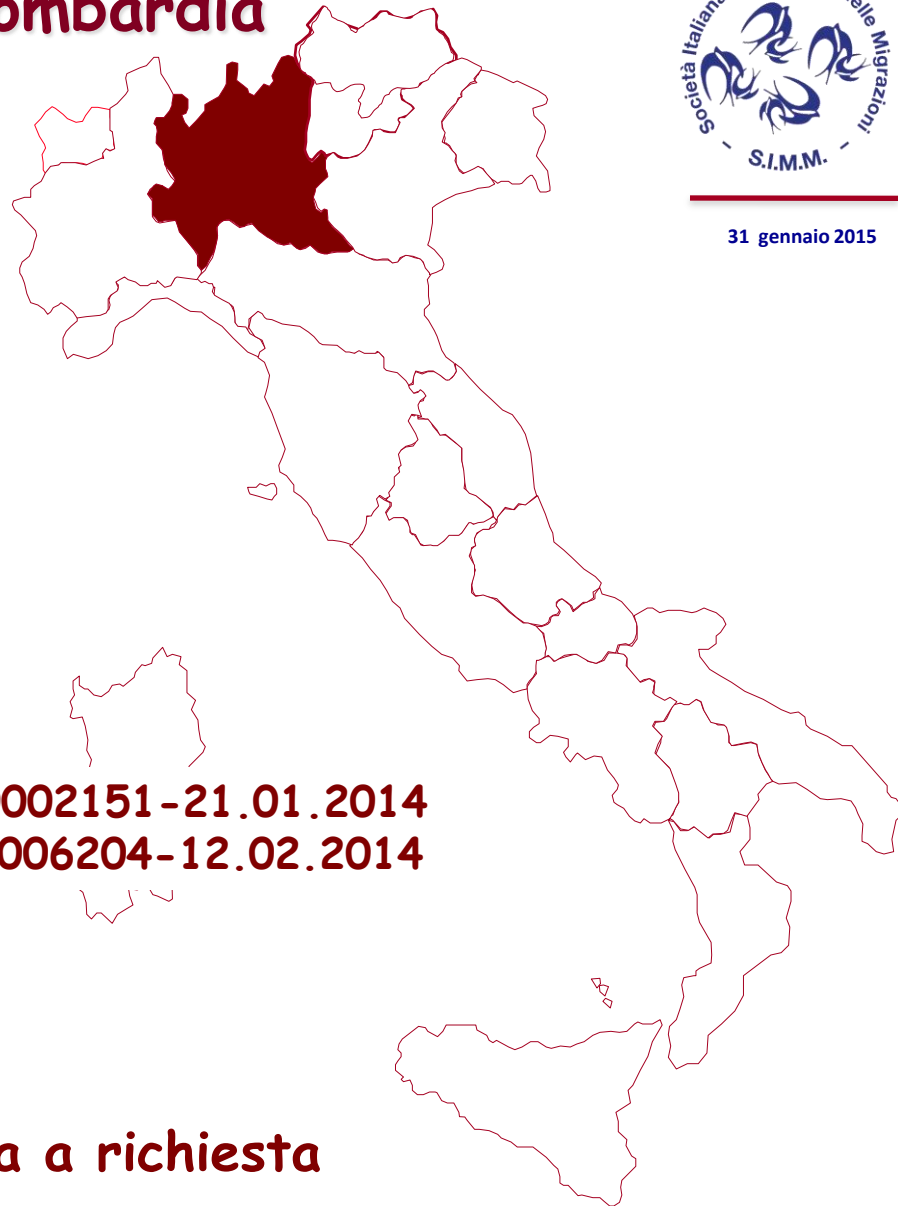 ombardia
Società Italiana
elle Migrazioni
- S.I.M.M. -
31 gennaio 2015
002151-21.01.2014
006204-12.02.2014
a a richiesta